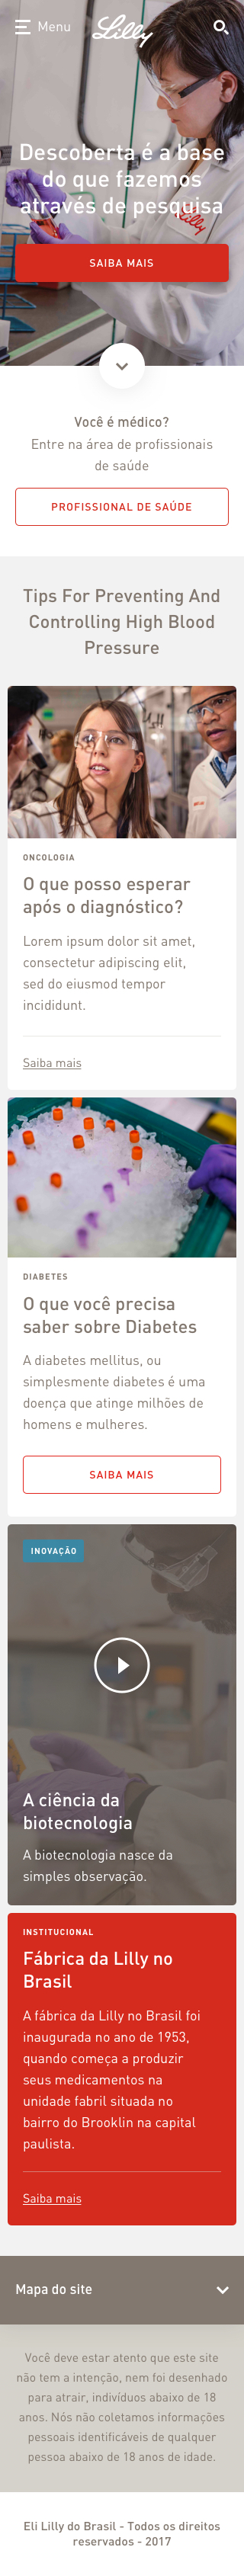 Menu
Lilly
Descoberta é a base
do que fazemos
através de pesquisa
Lilly
SAIBA MAIS
Você é médico?
Entre na área de profissionais
de saúde
PROFISSIONAL DE SAÚDE
Tips For Preventing And
Controlling High Blood
Pressure
ONCOLOGIA
O que posso esperar
após o diagnóstico?
Lorem ipsum dolor sit amet,
consectetur adipiscing elit,
sed do eiusmod tempor
incidunt.
Saiba mais
DIABETES
O que você precisa
saber sobre Diabetes
A diabetes mellitus, ou
simplesmente diabetes é uma
doença que atinge milhões de
homens e mulheres.
SAIBA MAIS
INOVAÇÃO
A ciência da
biotecnologia
A biotecnologia nasce da
simples observação.
INSTITUCIONAL
Fábrica da Lilly no
Brasil
A fábrica da Lilly no Brasil foi
inaugurada no ano de 1953,
quando começa a produzir
seus medicamentos na
unidade fabril situada no
bairro do Brooklin na capital
paulista.
Saiba mais
Mapa do site
Você deve estar atento que este site
não tem a intenção, nem foi desenhado
para atrair, indivíduos abaixo de 18
anos. Nós não coletamos informações
pessoais identificáveis de qualquer
pessoa abaixo de 18 anos de idade.
Eli Lilly do Brasil - Todos os direitos
reservados - 2017